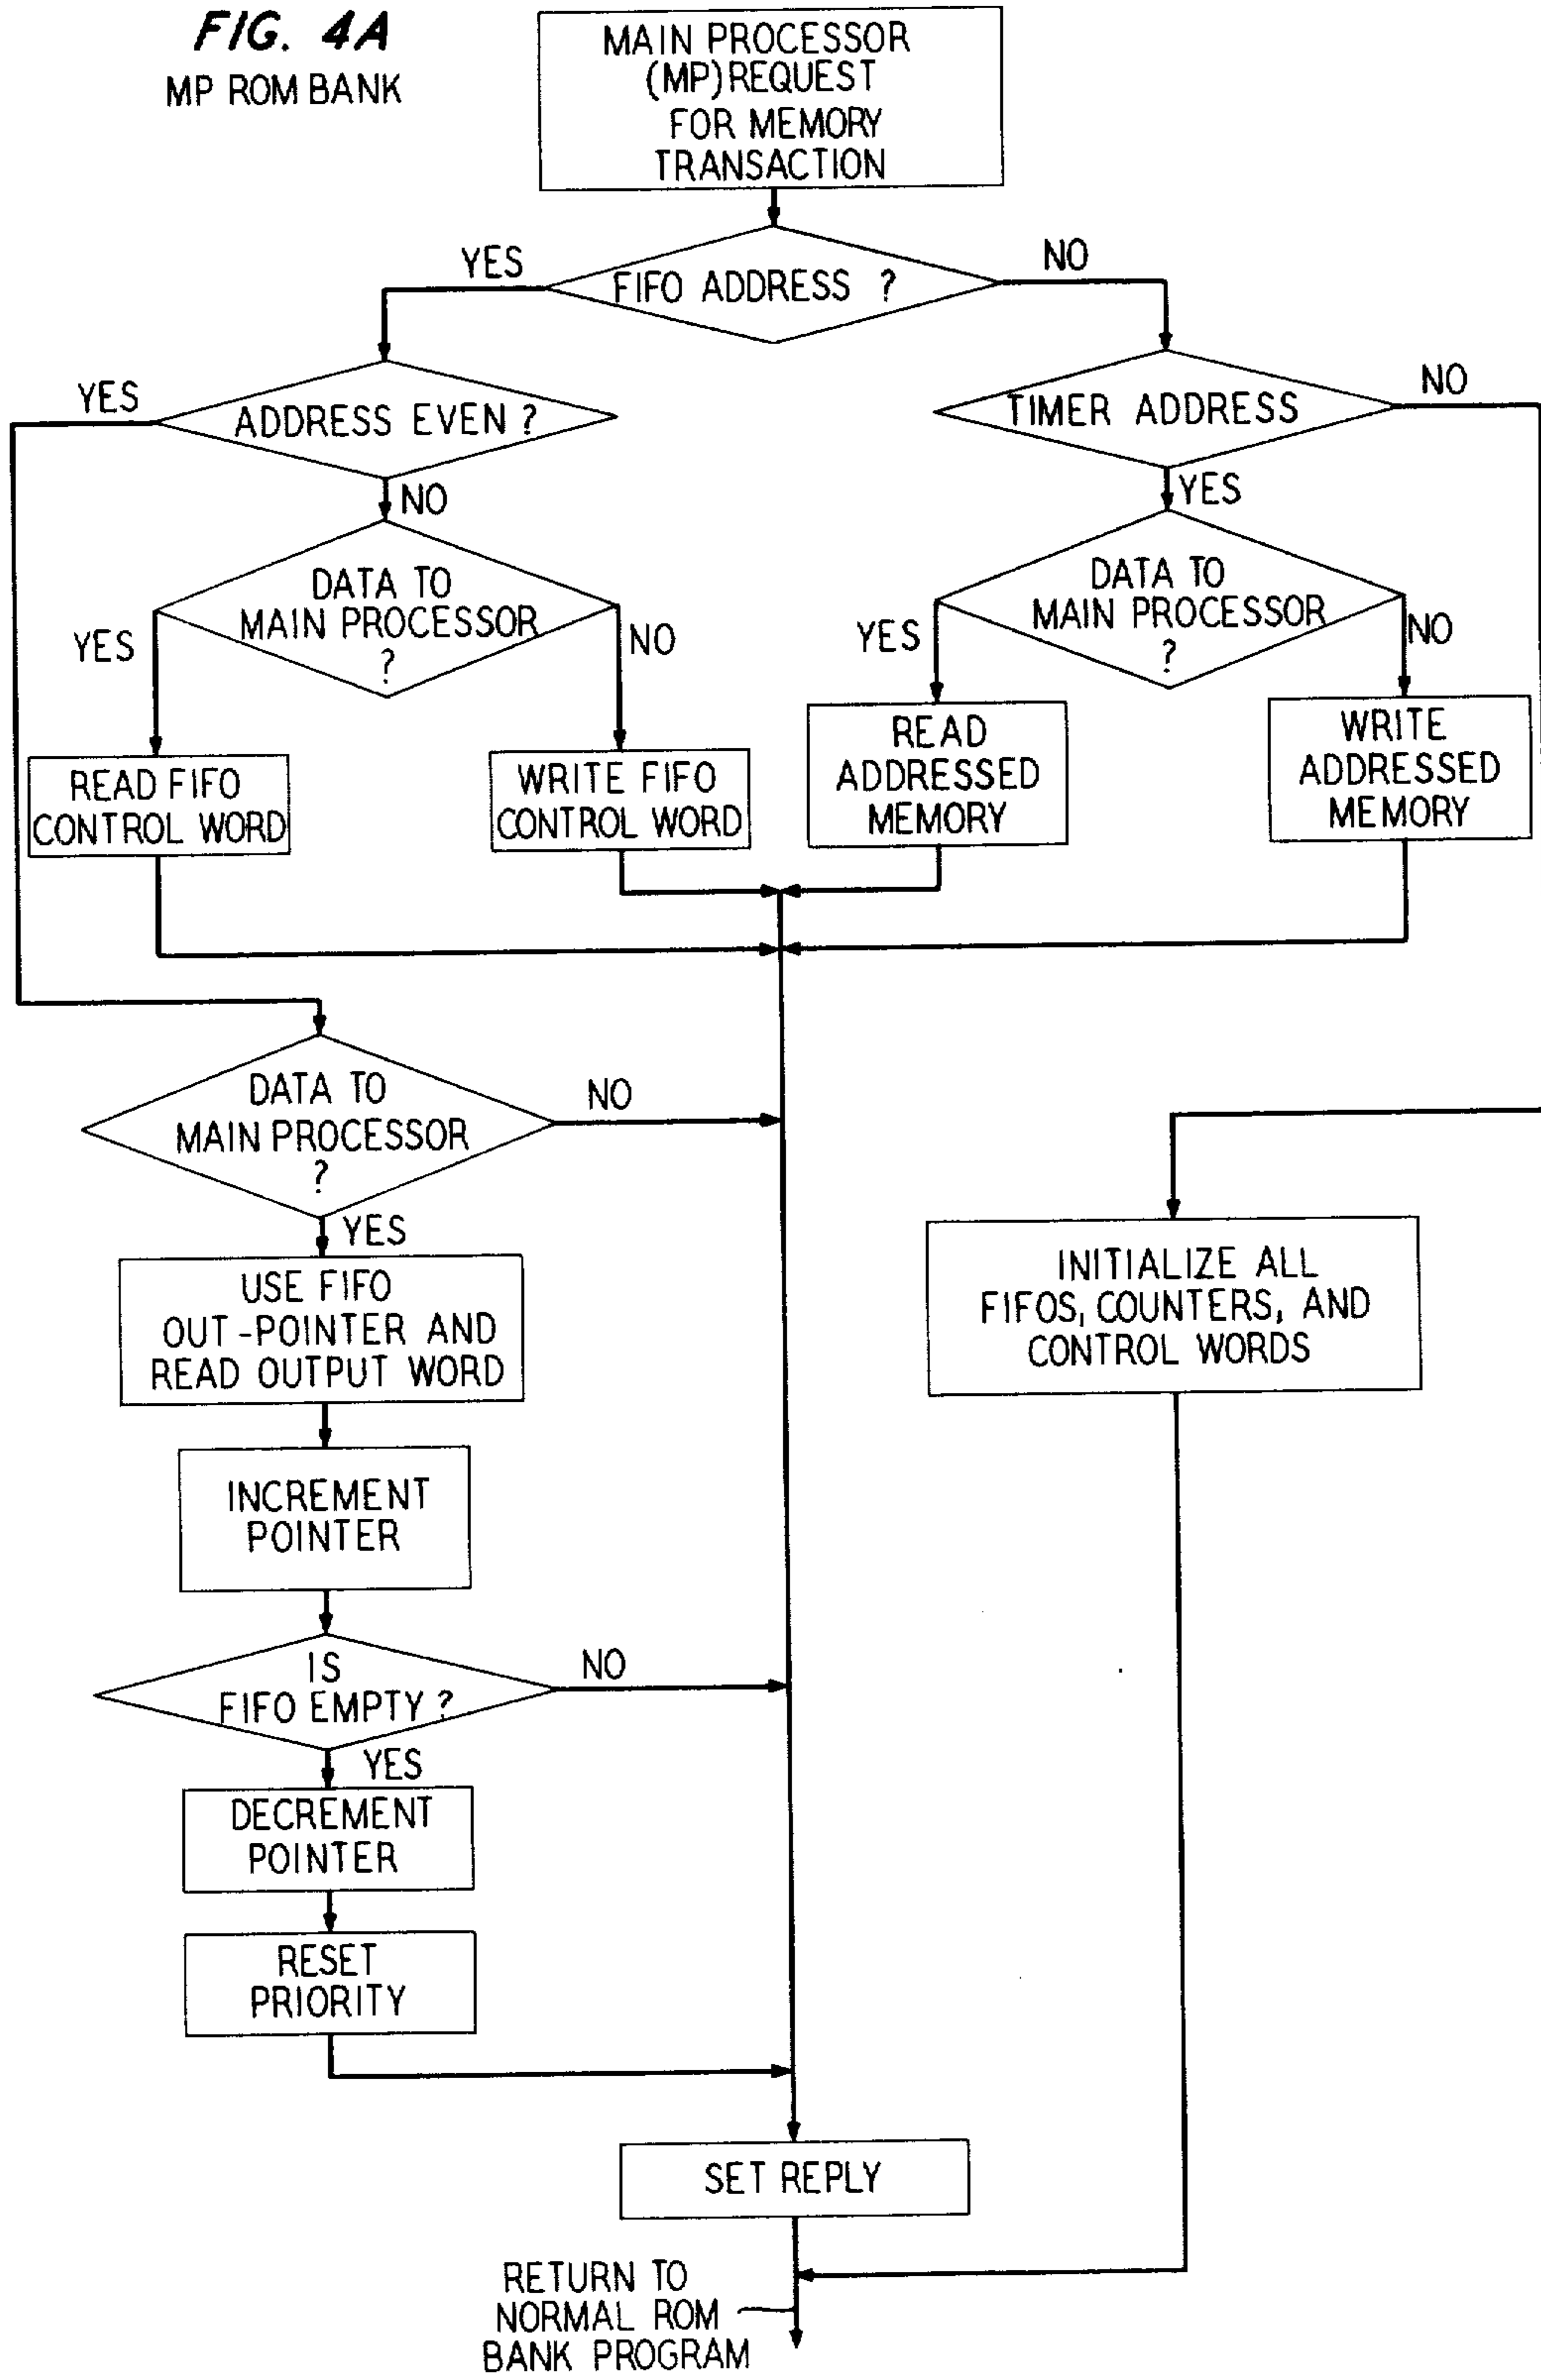 FIG. 4A
MP ROM BANK
MAIN PROCESSOR
(MP) REQUEST
FOR MEMORY
TRANSACTION
YES
FIFO ADDRESS ?
NO
YES
ADDRESS EVEN ?
TIMER ADDRESS
NO
NO
YES
DATA TO
MAIN PROCESSOR
?
YES
NO
DATA TO
MAIN PROCESSOR
?
YES
NO
READ FIFO
CONTROL WORD
WRITE FIFO
CONTROL WORD
READ
ADDRESSED
MEMORY
WRITE
ADDRESSED
MEMORY
DATA TO
MAIN PROCESSOR
?
NO
YES
USE FIFO
OUT-POINTER AND
READ OUTPUT WORD
INITIALIZE ALL
FIFOS, COUNTERS, AND
CONTROL WORDS
INCREMENT
POINTER
IS
FIFO EMPTY ?
NO
YES
DECREMENT
POINTER
RESET
PRIORITY
SET REPLY
RETURN TO
NORMAL ROM
BANK PROGRAM